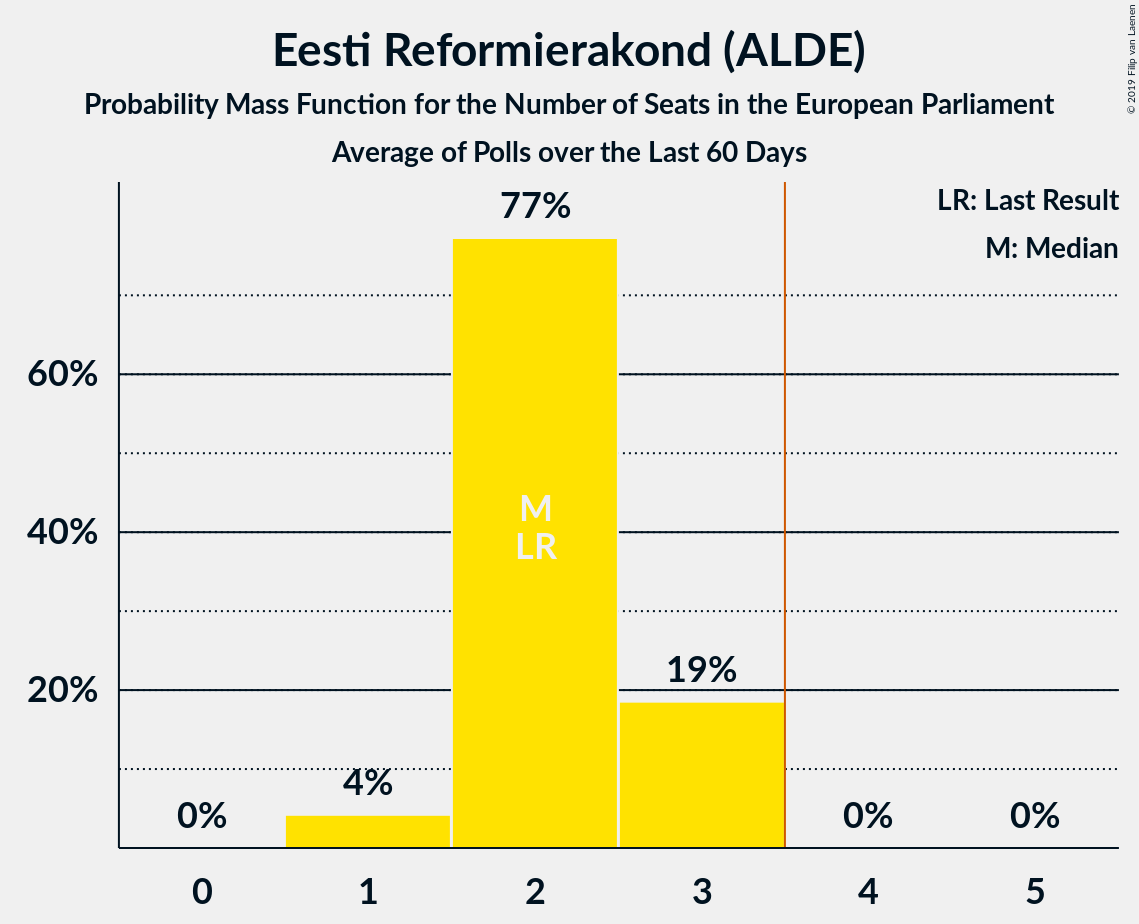 Eesti Reformierakond (ALDE)
Probability Mass Function for the Number of Seats in the European Parliament
Average of Polls over the Last 60 Days
© 2019 Filip van Laenen
LR: Last Result
M: Median
77%
60%
40%
20%
M
LR
19%
4%
0%
0%
0%
0 1 2 3 4 5